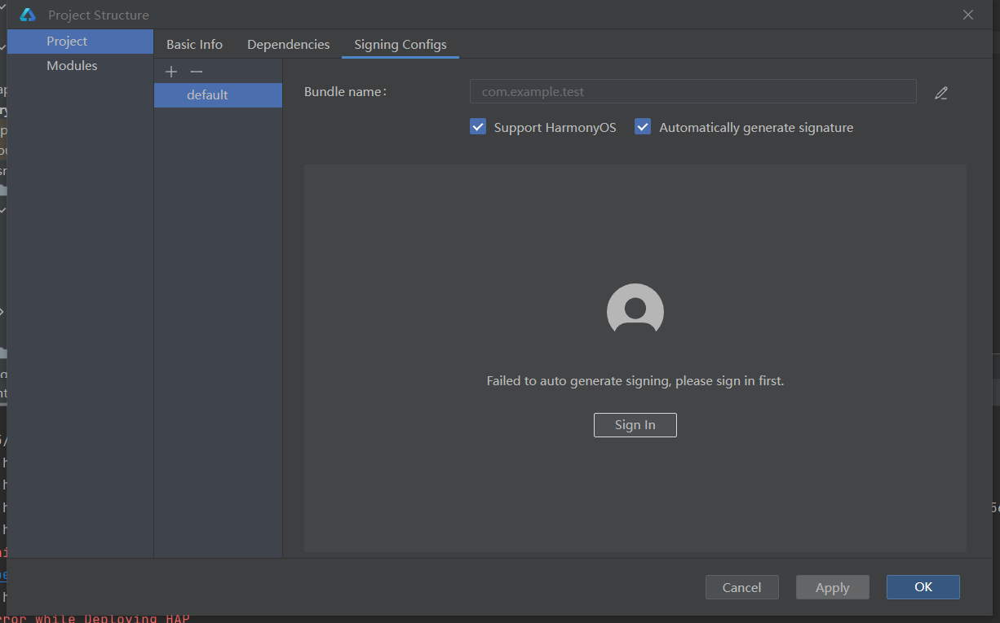 Project Structure
Project
Modules
Basic Info
Dependencies
Signing Configs
default
Bundle name:
com.example.test
Support HarmonyOS
Automatically generate signature
Failed to auto generate signing, please sign in first.
Sign In
Cancel
Apply
OK
while Deploying HAP